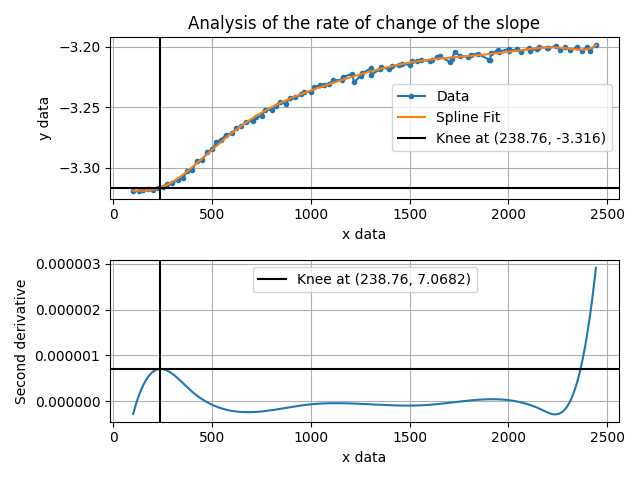 Analysis of the rate of change of the slope
y data
−3.20
−3.25
−3.30
Data
Spline Fit
Knee at (238.76, -3.316)
0 500 1000 1500 2000 2500
x data
Second derivative
0.000003
0.000002
0.000001
0.000000
Knee at (238.76, 7.0682)
0 500 1000 1500 2000 2500
x data